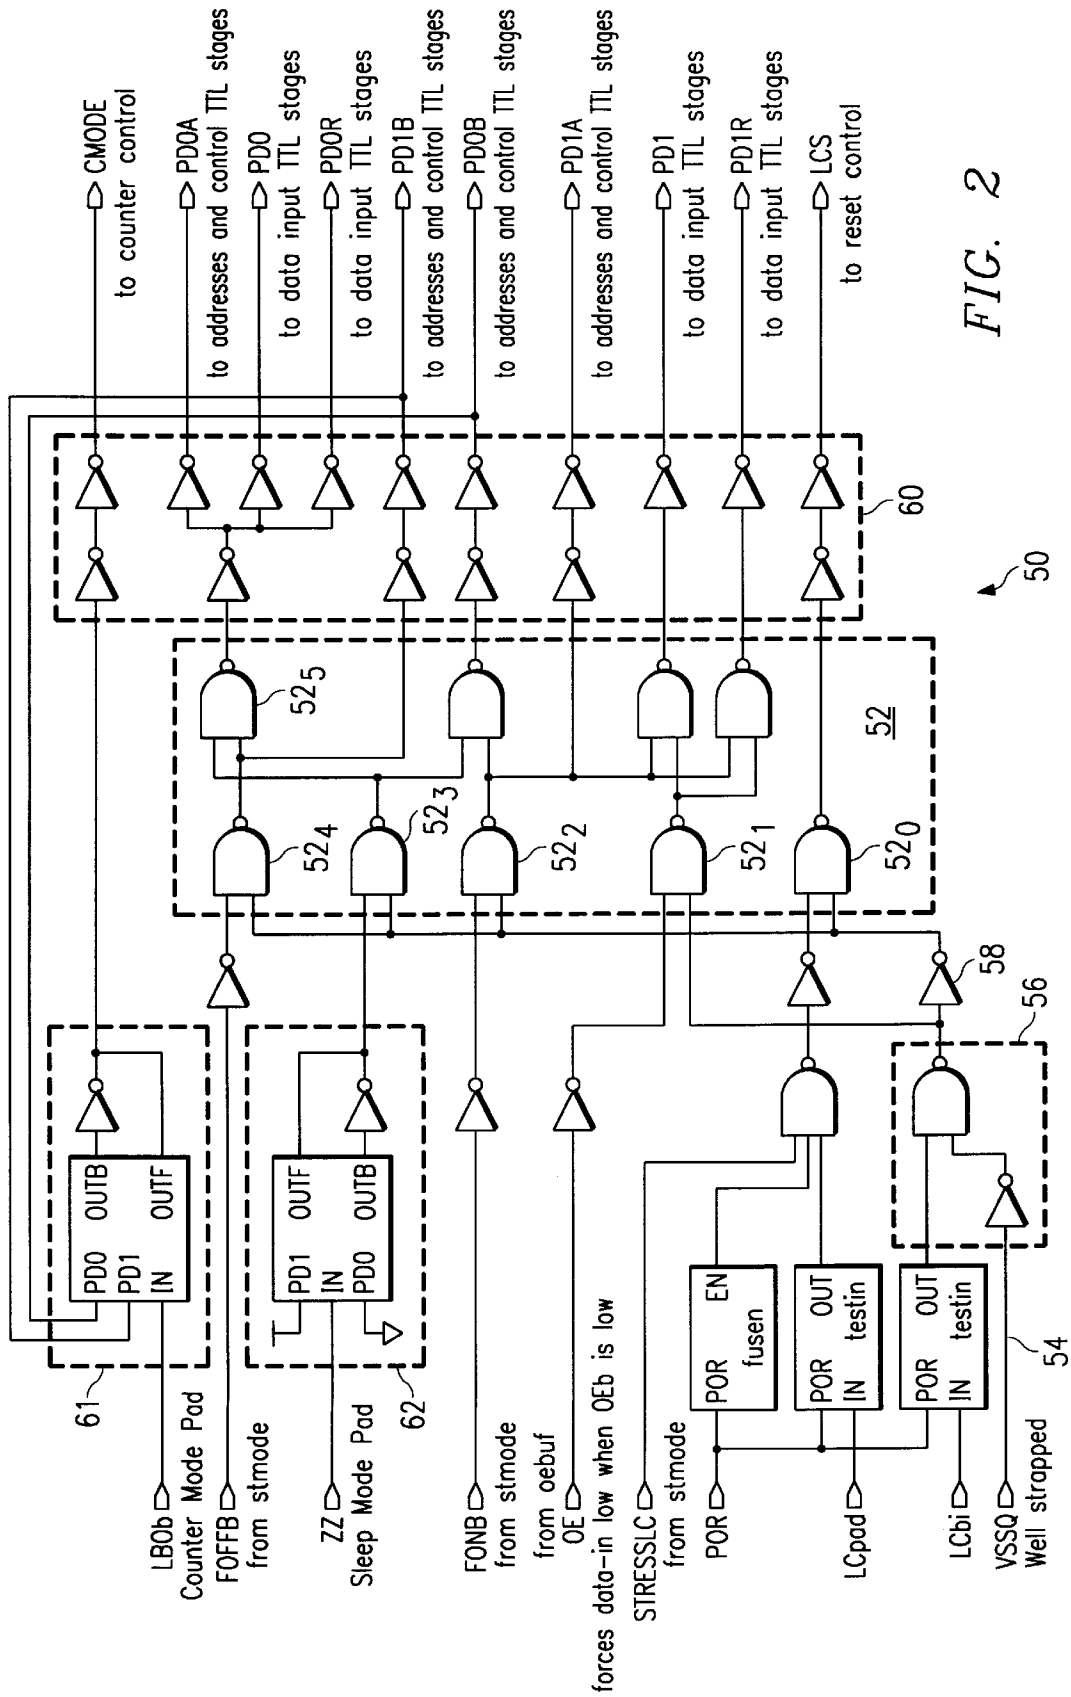 LBOb
Counter Mode Pad
FOFFB
from stmode
ZZ
Sleep Mode Pad
FONB
from stmode
from oebuf
OE
forces data-in low when OEb is low
STRESSLC
from stmode
POR
LCpad
LCbi
VSSQ
Well strapped
61
PD0 OUTB
PD1
IN OUTF
62
PD1 OUTF
IN
PD0 OUTB
POR EN
fusen
POR OUT
IN testin
POR OUT
IN testin
54
56
58
52₄
52₃
52₂
52₁
52₀
52₅
52
60
50
CMODE
to counter control
PD0A
to addresses and control TTL stages
PD0
to data input TTL stages
PD0R
to data input TTL stages
PD1B
to addresses and control TTL stages
PD0B
to addresses and control TTL stages
PD1A
to addresses and control TTL stages
PD1
to data input TTL stages
PD1R
to data input TTL stages
LCS
to reset control
FIG. 2